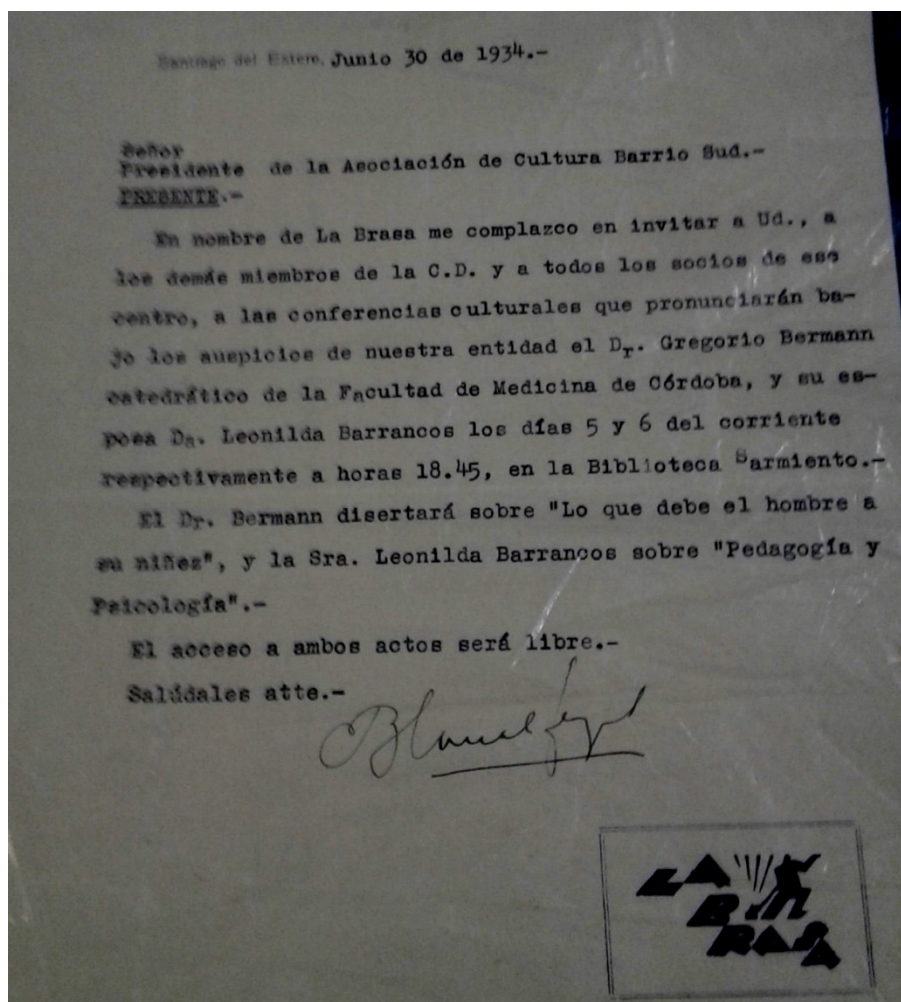 Santiago del Estero, Junio 30 de 1934.-
Señor
Presidente de la Asociación de Cultura Barrio Sud.-
PRESENTE.-
En nombre de La Brasa me complazco en invitar a Ud., a
los demás miembros de la C.D. y a todos los socios de ese
centro, a las conferencias culturales que pronunciarán ba-
jo los auspicios de nuestra entidad el Dr. Gregorio Bermann
catedrático de la Facultad de Medicina de Córdoba, y su es-
posa Da. Leonilda Barrancos los días 5 y 6 del corriente
respectivamente a horas 18.45, en la Biblioteca Sarmiento.-
El Dr. Bermann disertará sobre "Lo que debe el hombre a
su niñez", y la Sra. Leonilda Barrancos sobre "Pedagogía y
Psicología".-
El acceso a ambos actos será libre.-
Salúdales atte.-
LA
BRASA